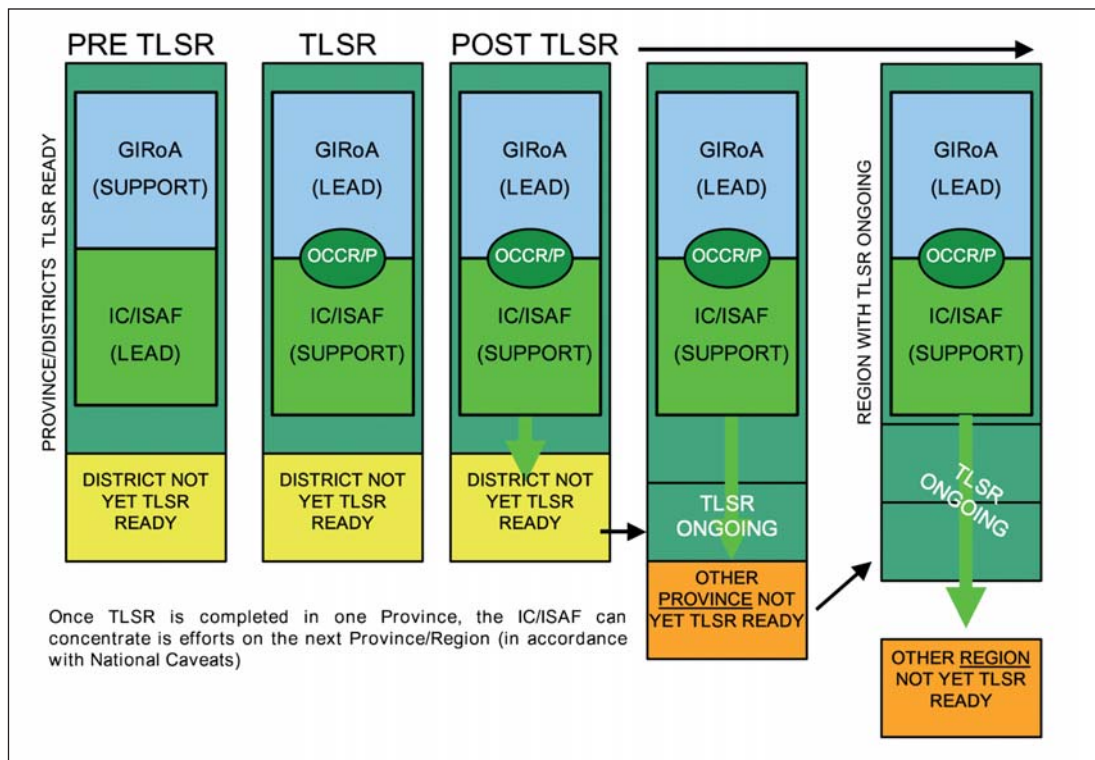 PRE TLSR
TLSR
POST TLSR
PROVINCE/DISTRICTS TLSR READY
GIRoA
(SUPPORT)
IC/ISAF
(LEAD)
DISTRICT NOT
YET TLSR
READY
GIRoA
(LEAD)
OCCR/P
IC/ISAF
(SUPPORT)
DISTRICT NOT
YET TLSR
READY
GIRoA
(LEAD)
OCCR/P
IC/ISAF
(SUPPORT)
DISTRICT NOT
YET TLSR
READY
GIRoA
(LEAD)
OCCR/P
IC/ISAF
(SUPPORT)
TLSR
ONGOING
OTHER
PROVINCE NOT
YET TLSR READY
REGION WITH TLSR ONGOING
GIRoA
(LEAD)
OCCR/P
IC/ISAF
(SUPPORT)
TLSR
ONGOING
OTHER REGION
NOT YET TLSR
READY
Once TLSR is completed in one Province, the IC/ISAF can
concentrate is efforts on the next Province/Region (in accordance
with National Caveats)